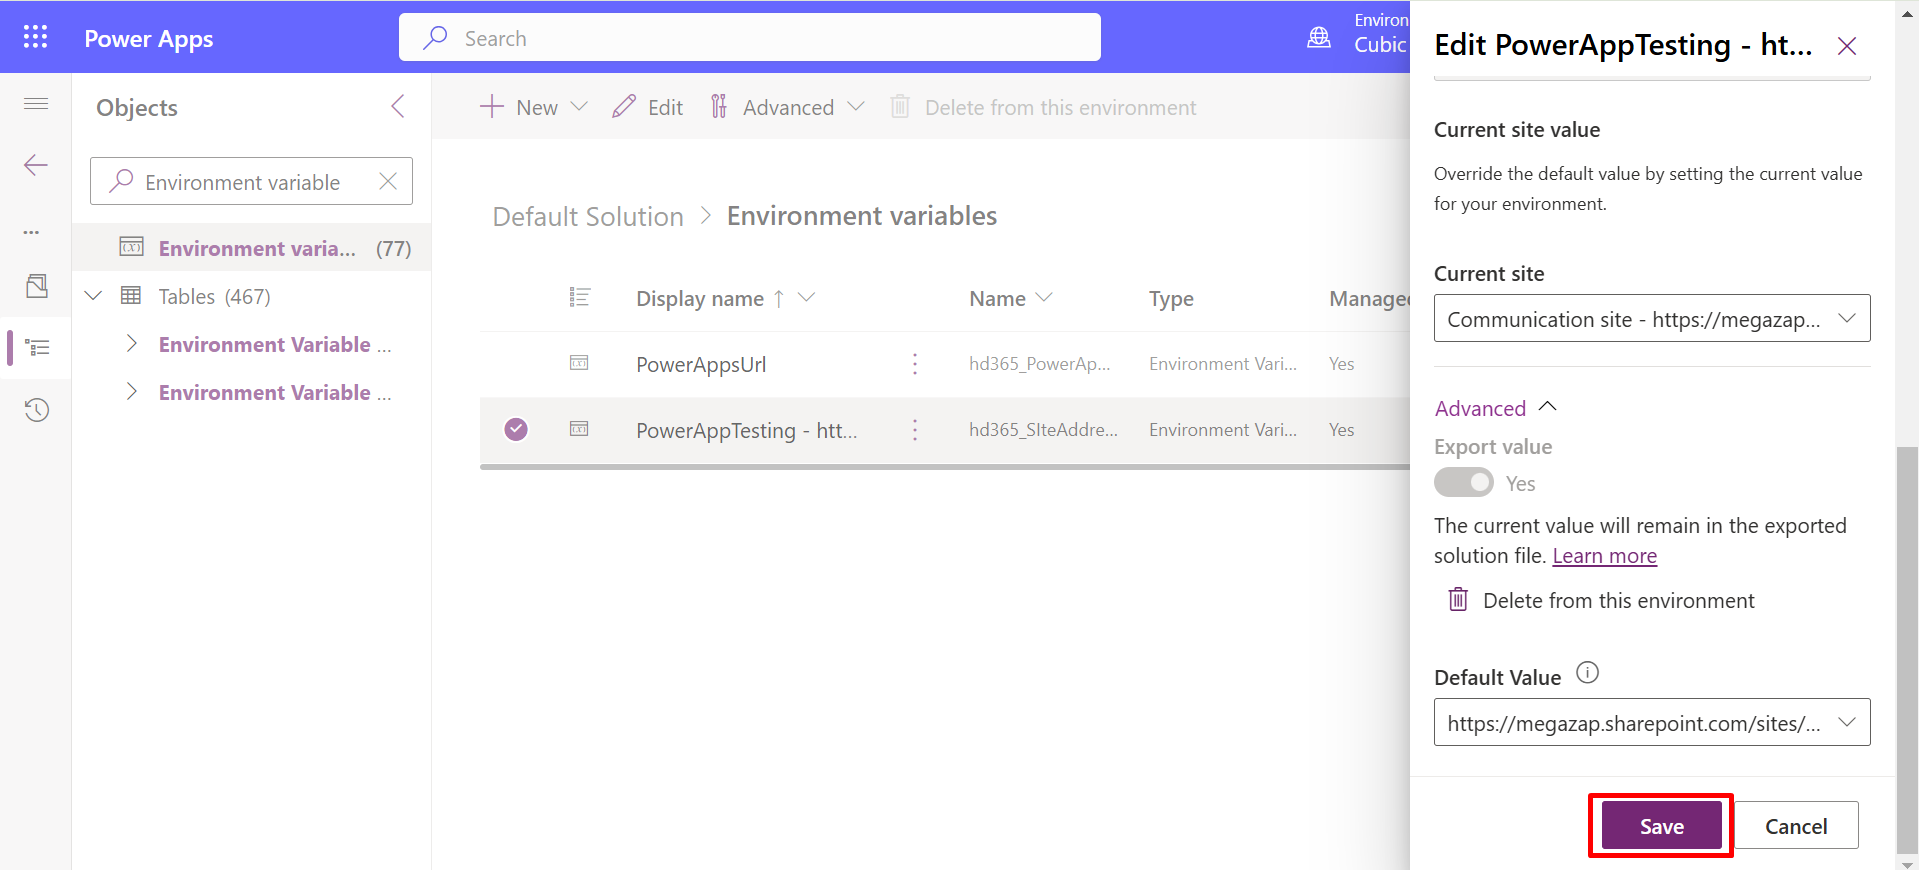 Power Apps
Search
Environ
Cubic
Objects
Environment variable
Environment varia... (77)
Tables (467)
Environment Variable ...
Environment Variable ...
New
Edit
Advanced
Delete from this environment
Default Solution > Environment variables
Display name ↑ Name Type Managed
PowerAppsUrl hd365_PowerAp... Environment Vari... Yes
PowerAppTesting - htt... hd365_SIteAddre... Environment Vari... Yes
Edit PowerAppTesting - ht...
Current site value
Override the default value by setting the current value
for your environment.
Current site
Communication site - https://megazap...
Advanced
Export value
Yes
The current value will remain in the exported
solution file. Learn more
Delete from this environment
Default Value
https://megazap.sharepoint.com/sites/...
Save
Cancel